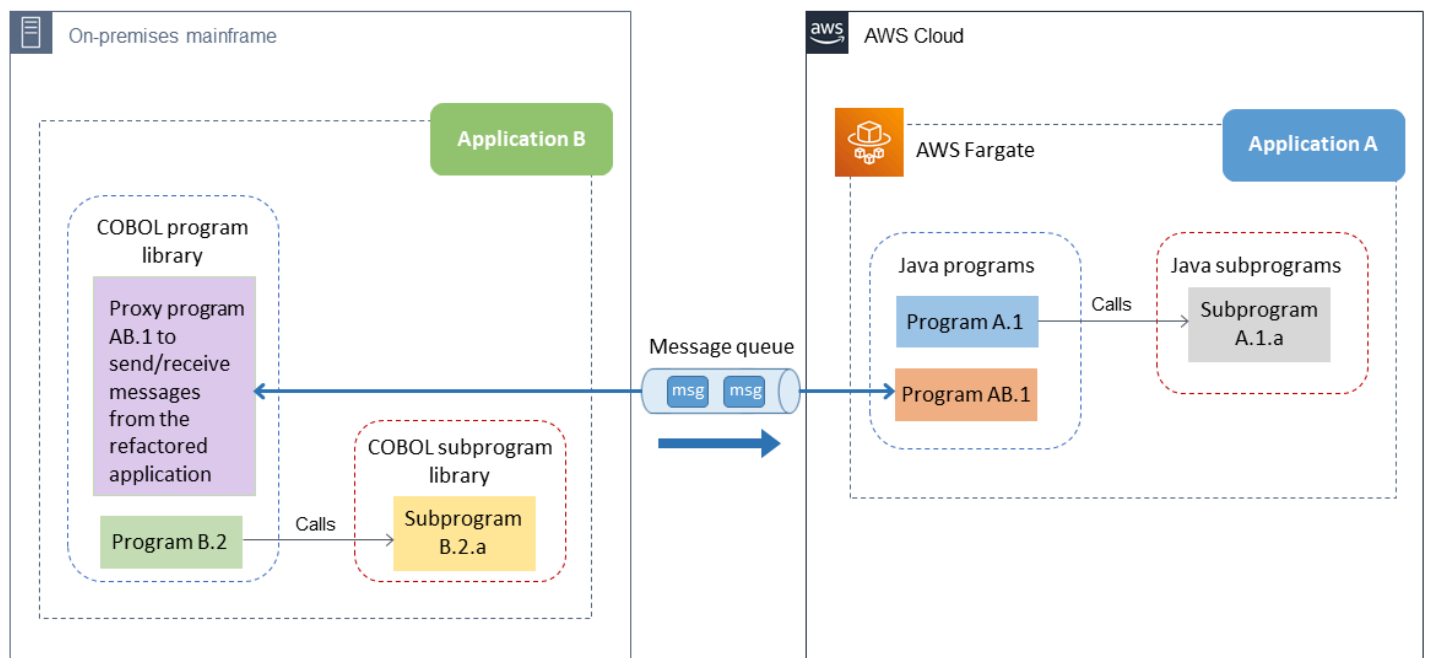 On-premises mainframe
Application B
COBOL program
library
Proxy program
AB.1 to
send/receive
messages
from the
refactored
application
Program B.2
Calls
COBOL subprogram
library
Subprogram
B.2.a
Message queue
msg
msg
aws
AWS Cloud
AWS Fargate
Application A
Java programs
Program A.1
Calls
Program AB.1
Java subprograms
Subprogram
A.1.a